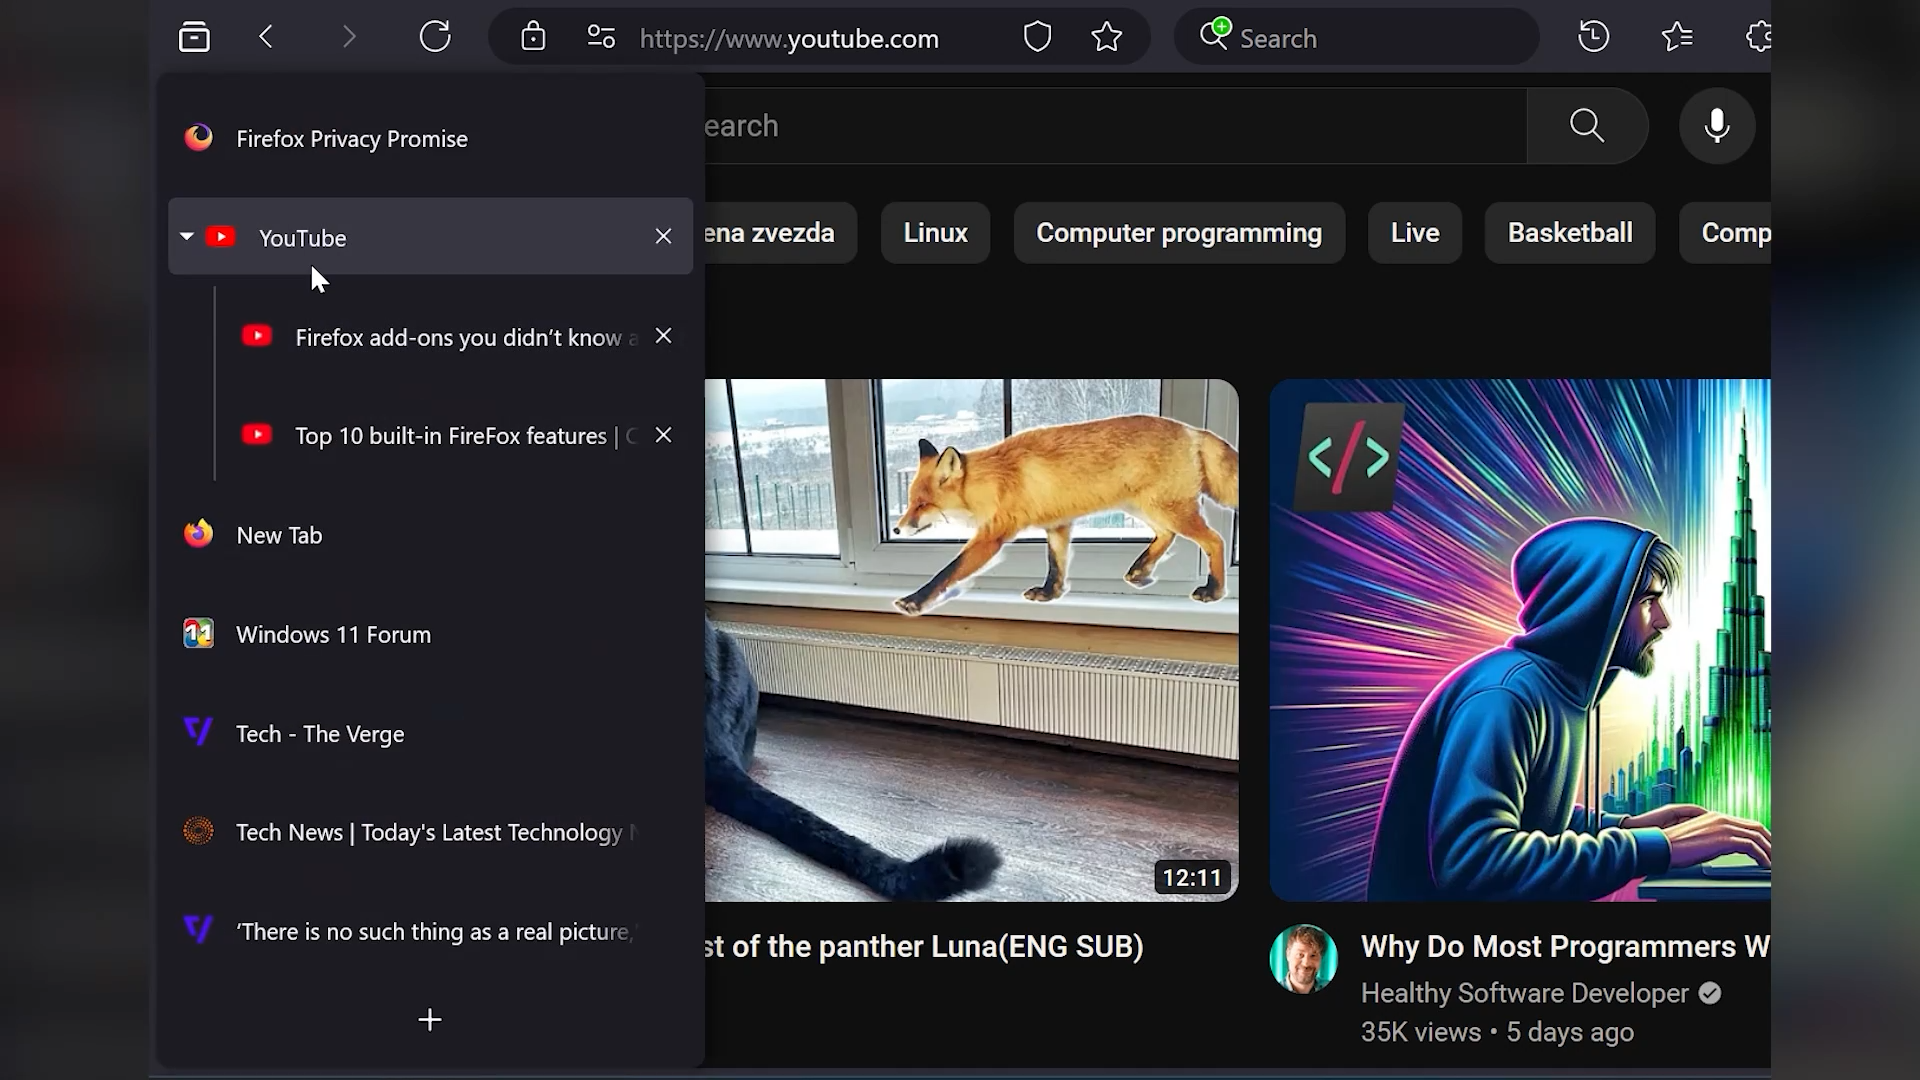 https://www.youtube.com
Search
Firefox Privacy Promise
earch
YouTube
ena zvezda
Linux
Computer programming
Live
Basketball
Comp
Firefox add-ons you didn’t know a
Top 10 built-in FireFox features | C
</>
New Tab
11
Windows 11 Forum
Tech - The Verge
Tech News | Today's Latest Technology N
12:11
‘There is no such thing as a real picture,’
st of the panther Luna(ENG SUB)
Why Do Most Programmers W
Healthy Software Developer
35K views • 5 days ago